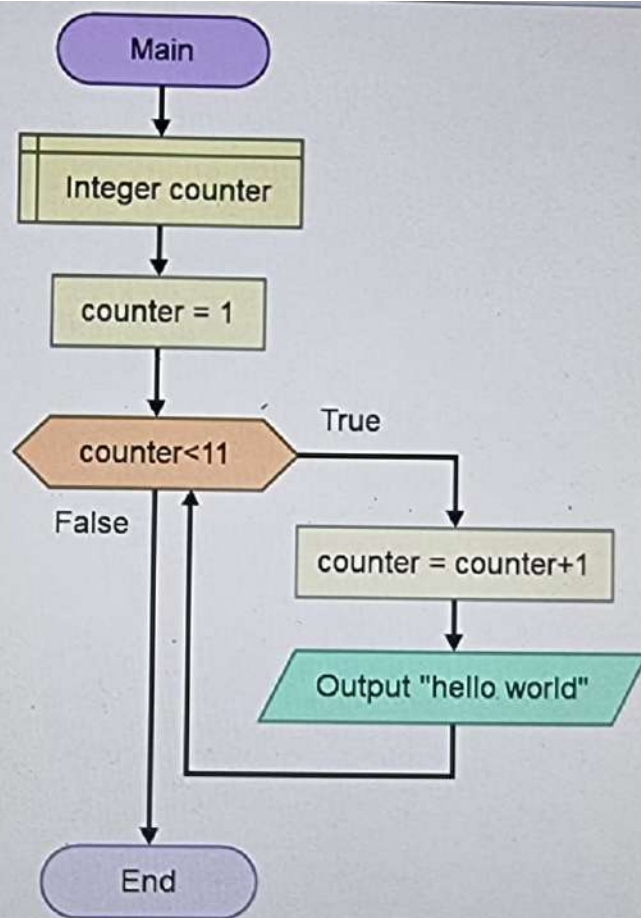 Main
Integer counter
counter = 1
counter<11
True
False
counter = counter+1
Output "hello world"
End